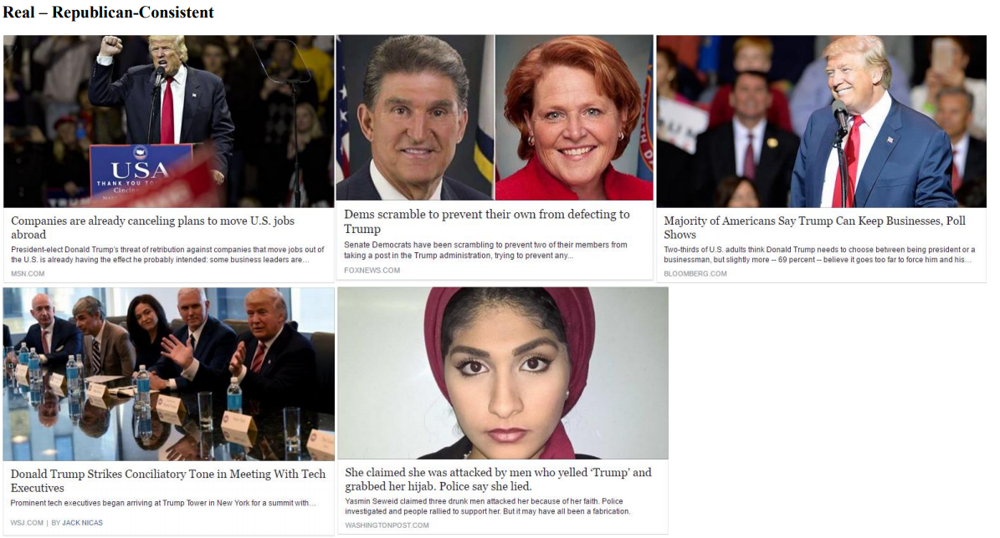 Real – Republican-Consistent
USA
THANK YOU TO
Cincin
Companies are already canceling plans to move U.S. jobs
abroad
President-elect Donald Trump's threat of retribution against companies that move jobs out of
the U.S. is already having the effect he probably intended: some business leaders are…
MSN.COM
Dems scramble to prevent their own from defecting to
Trump
Senate Democrats have been scrambling to prevent two of their members from
taking a post in the Trump administration, trying to prevent any...
FOXNEWS.COM
Majority of Americans Say Trump Can Keep Businesses, Poll
Shows
Two-thirds of U.S. adults think Donald Trump needs to choose between being president or a
businessman, but slightly more -- 69 percent -- believe it goes too far to force him and his…
BLOOMBERG.COM
Donald Trump Strikes Conciliatory Tone in Meeting With Tech
Executives
Prominent tech executives began arriving at Trump Tower in New York for a summit with…
WSJ.COM | BY JACK NICAS
She claimed she was attacked by men who yelled ‘Trump’ and
grabbed her hijab. Police say she lied.
Yasmin Seweid claimed three drunk men attacked her because of her faith. Police
investigated and people rallied to support her. But it may have all been a fabrication.
WASHINGTONPOST.COM